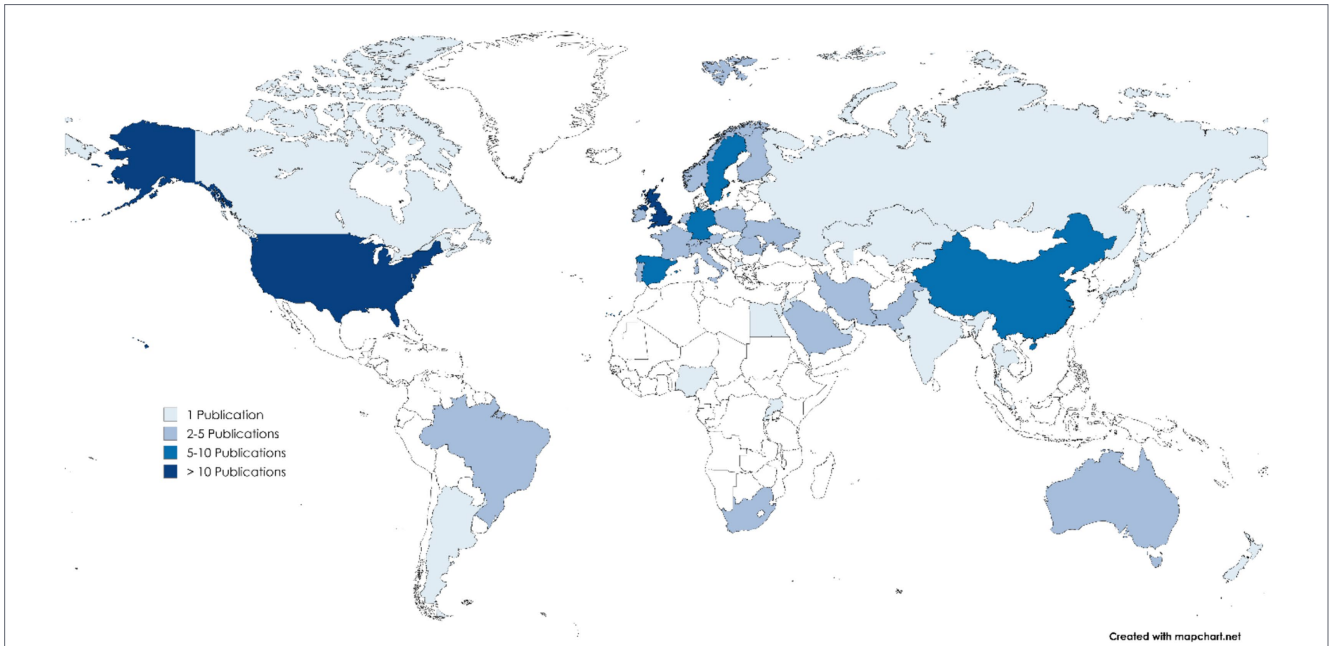 1 Publication
2-5 Publications
5-10 Publications
> 10 Publications
Created with mapchart.net